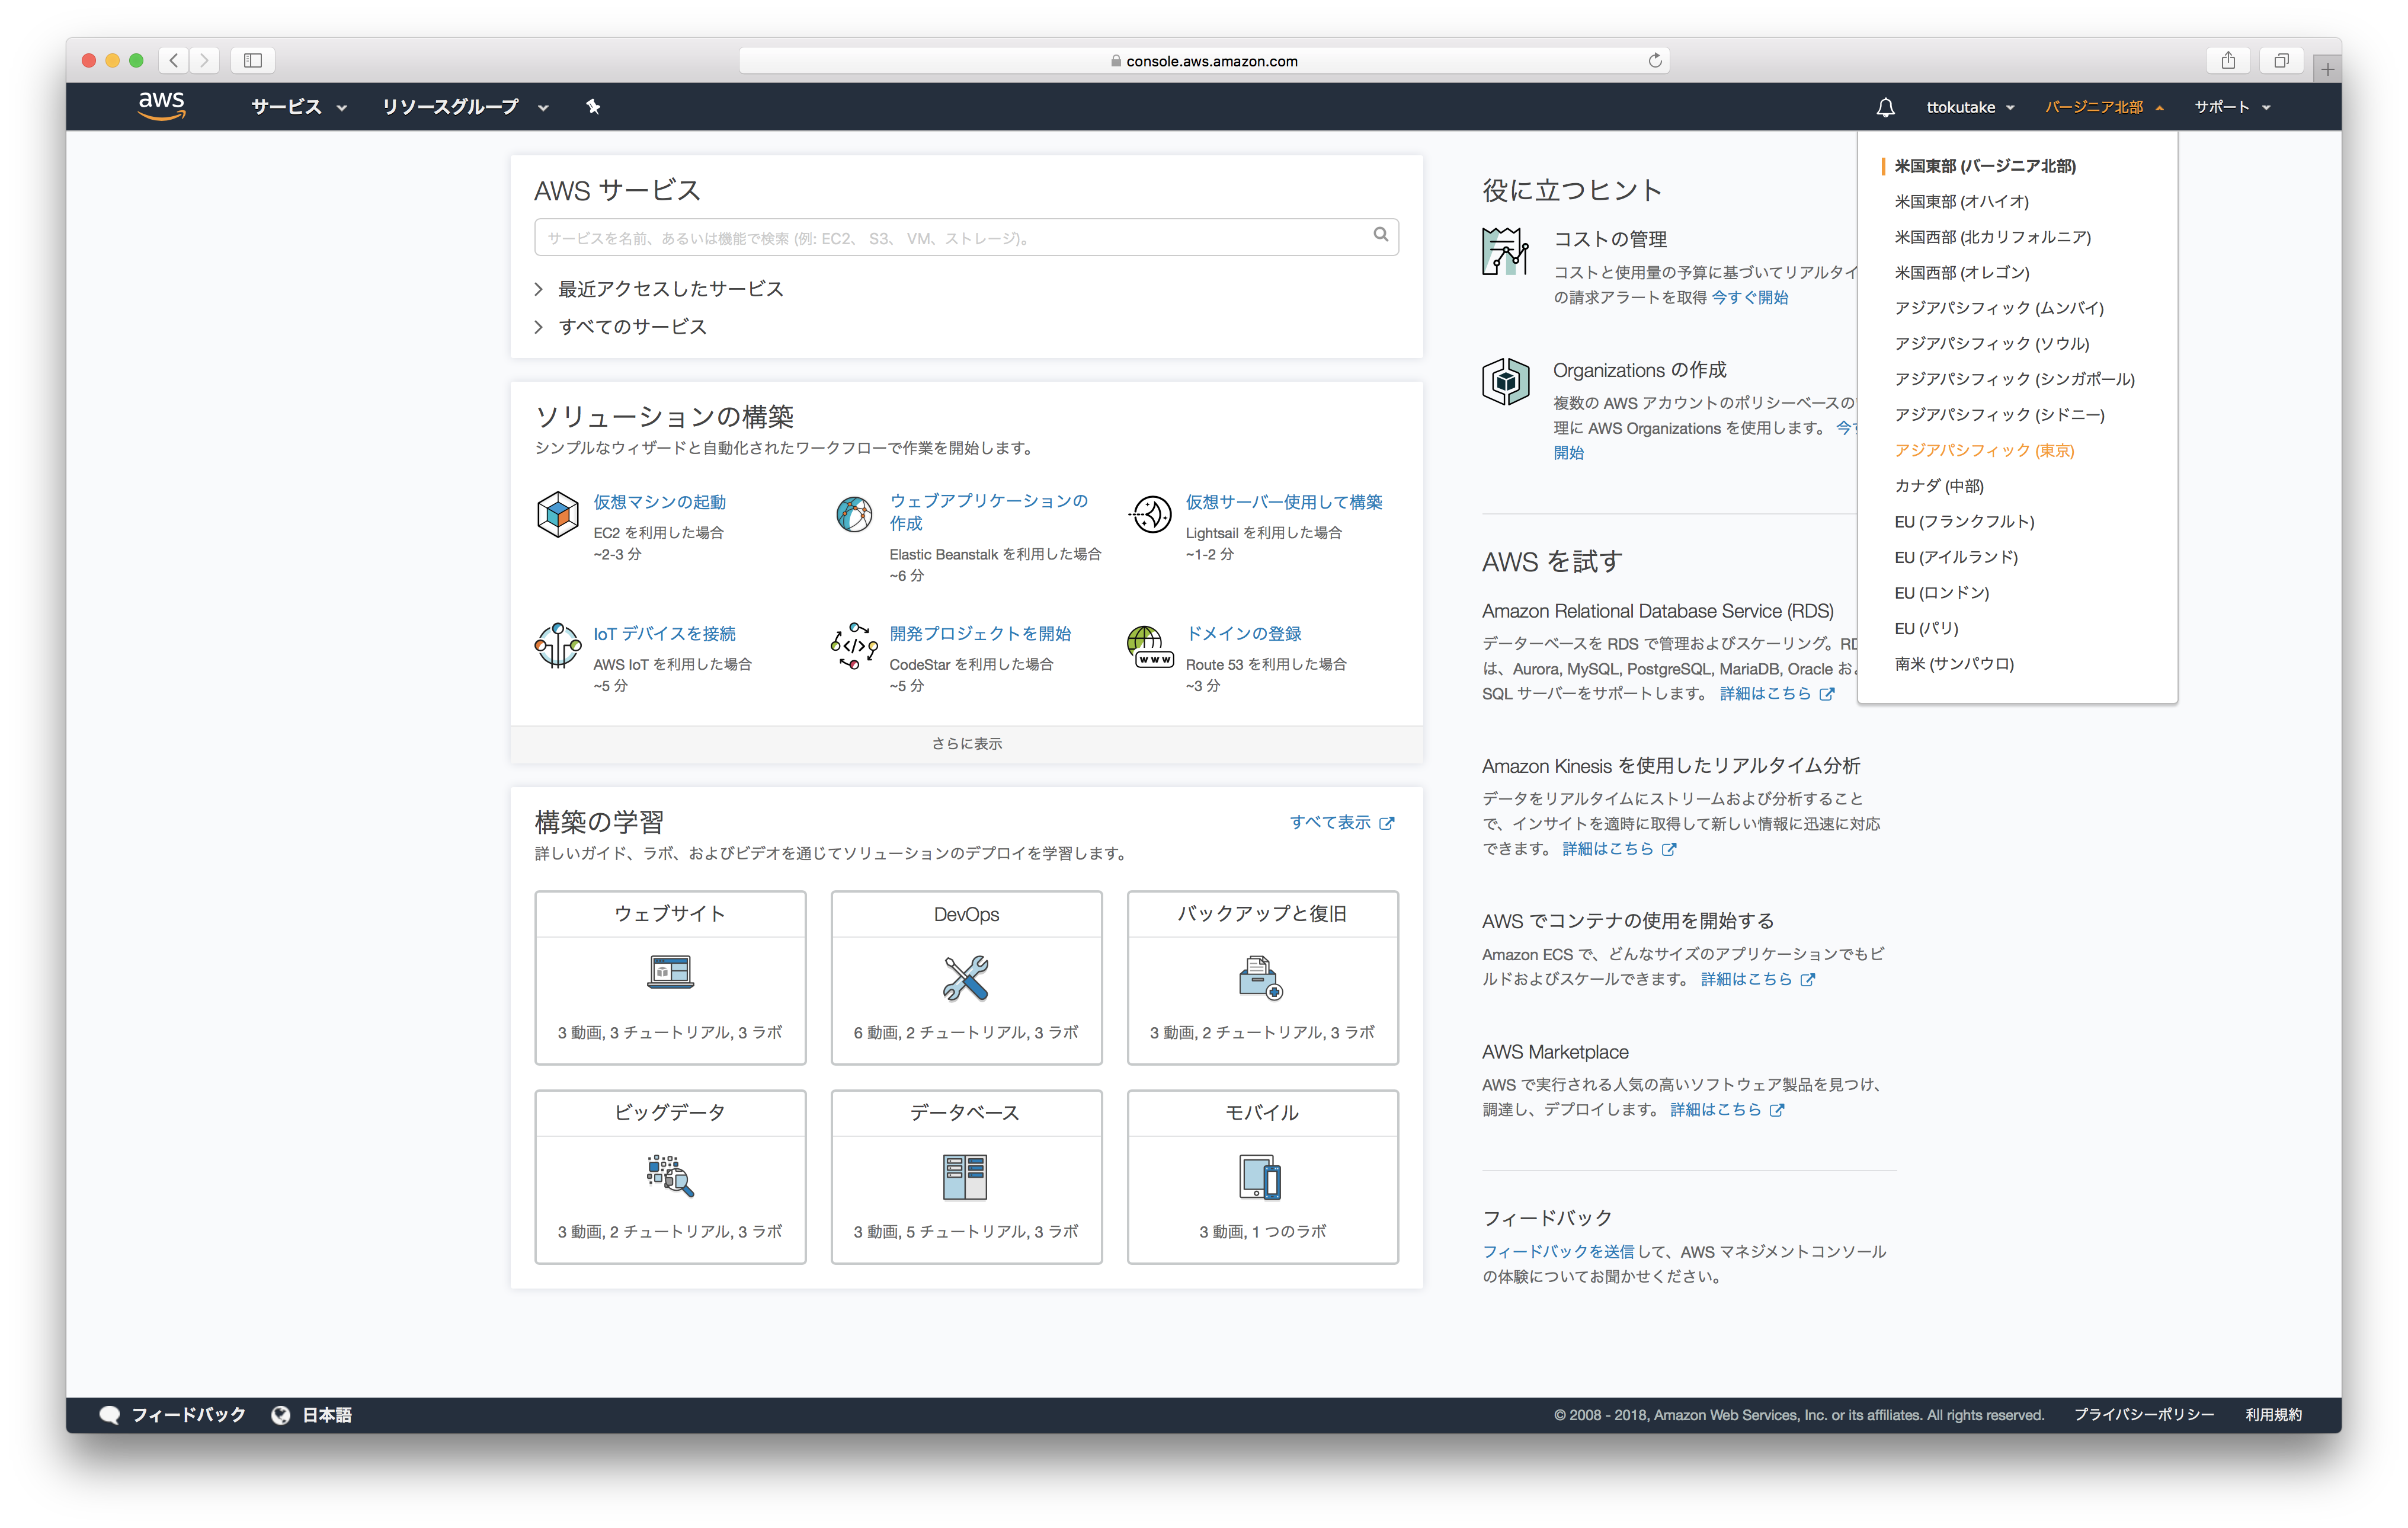 console.aws.amazon.com
aws
サービス
リソースグループ
ttokutake
バージニア北部
サポート
AWS サービス
サービスを名前、あるいは機能で検索 (例: EC2、 S3、 VM、ストレージ)。
最近アクセスしたサービス
すべてのサービス
ソリューションの構築
シンプルなウィザードと自動化されたワークフローで作業を開始します。
仮想マシンの起動
EC2 を利用した場合
~2-3 分
ウェブアプリケーションの
作成
Elastic Beanstalk を利用した場合
~6 分
仮想サーバー使用して構築
Lightsail を利用した場合
~1-2 分
IoT デバイスを接続
AWS IoT を利用した場合
~5 分
開発プロジェクトを開始
CodeStar を利用した場合
~5 分
ドメインの登録
Route 53 を利用した場合
~3 分
さらに表示
構築の学習
すべて表示
詳しいガイド、ラボ、およびビデオを通じてソリューションのデプロイを学習します。
ウェブサイト
3 動画, 3 チュートリアル, 3 ラボ
DevOps
6 動画, 2 チュートリアル, 3 ラボ
バックアップと復旧
3 動画, 2 チュートリアル, 3 ラボ
ビッグデータ
3 動画, 2 チュートリアル, 3 ラボ
データベース
3 動画, 5 チュートリアル, 3 ラボ
モバイル
3 動画, 1 つのラボ
役に立つヒント
コストの管理
コストと使用量の予算に基づいてリアルタイ
の請求アラートを取得 今すぐ開始
Organizations の作成
複数の AWS アカウントのポリシーベースの
理に AWS Organizations を使用します。 今す
開始
AWS を試す
Amazon Relational Database Service (RDS)
データーベースを RDS で管理およびスケーリング。RD
は、Aurora, MySQL, PostgreSQL, MariaDB, Oracle お
SQL サーバーをサポートします。 詳細はこちら
Amazon Kinesis を使用したリアルタイム分析
データをリアルタイムにストリームおよび分析すること
で、インサイトを適時に取得して新しい情報に迅速に対応
できます。 詳細はこちら
AWS でコンテナの使用を開始する
Amazon ECS で、どんなサイズのアプリケーションでもビ
ルドおよびスケールできます。 詳細はこちら
AWS Marketplace
AWS で実行される人気の高いソフトウェア製品を見つけ、
調達し、デプロイします。 詳細はこちら
フィードバック
フィードバックを送信して、AWS マネジメントコンソール
の体験についてお聞かせください。
米国東部 (バージニア北部)
米国東部 (オハイオ)
米国西部 (北カリフォルニア)
米国西部 (オレゴン)
アジアパシフィック (ムンバイ)
アジアパシフィック (ソウル)
アジアパシフィック (シンガポール)
アジアパシフィック (シドニー)
アジアパシフィック (東京)
カナダ (中部)
EU (フランクフルト)
EU (アイルランド)
EU (ロンドン)
EU (パリ)
南米 (サンパウロ)
フィードバック
日本語
© 2008 - 2018, Amazon Web Services, Inc. or its affiliates. All rights reserved.
プライバシーポリシー
利用規約